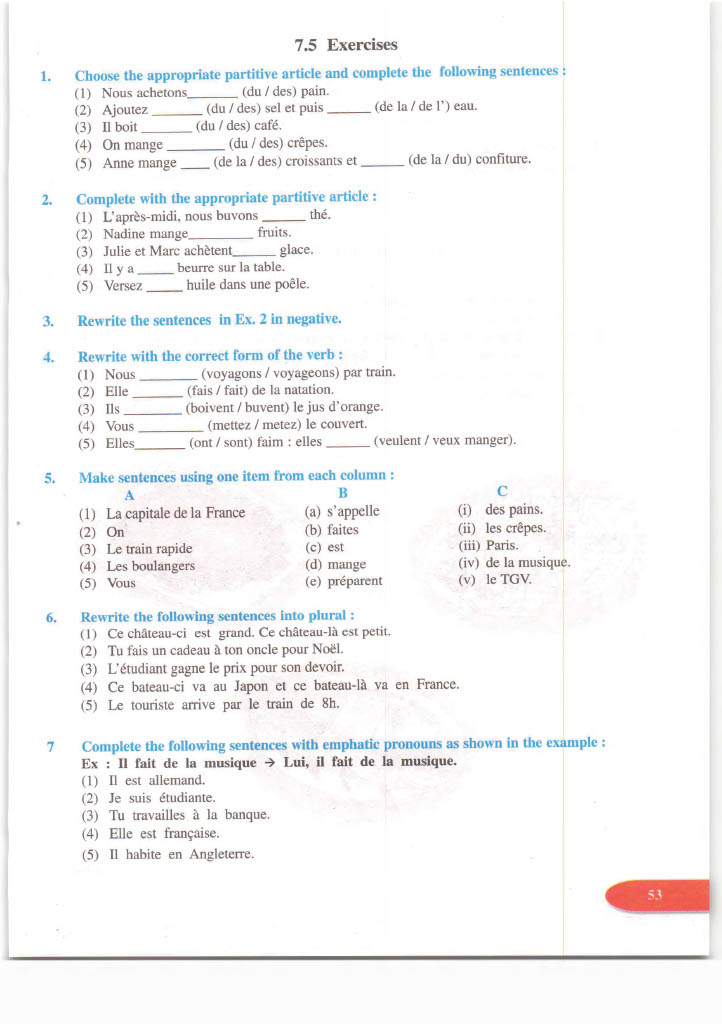 7.5 Exercises
1. Choose the appropriate partitive article and complete the following sentences :
(1) Nous achetons_______ (du / des) pain.
(2) Ajoutez _______ (du / des) sel et puis ______ (de la / de l') eau.
(3) Il boit _______ (du / des) café.
(4) On mange ________ (du / des) crêpes.
(5) Anne mange ____ (de la / des) croissants et ______ (de la / du) confiture.
2. Complete with the appropriate partitive article :
(1) L'après-midi, nous buvons ______ thé.
(2) Nadine mange_________ fruits.
(3) Julie et Marc achètent______ glace.
(4) Il y a _____ beurre sur la table.
(5) Versez _____ huile dans une poêle.
3. Rewrite the sentences in Ex. 2 in negative.
4. Rewrite with the correct form of the verb :
(1) Nous ________ (voyagons / voyageons) par train.
(2) Elle _______ (fais / fait) de la natation.
(3) Ils ________ (boivent / buvent) le jus d'orange.
(4) Vous _________ (mettez / metez) le couvert.
(5) Elles_______ (ont / sont) faim : elles ______ (veulent / veux manger).
5. Make sentences using one item from each column :
A B C
(1) La capitale de la France (a) s'appelle (i) des pains.
(2) On (b) faites (ii) les crêpes.
(3) Le train rapide (c) est (iii) Paris.
(4) Les boulangers (d) mange (iv) de la musique.
(5) Vous (e) préparent (v) le TGV.
6. Rewrite the following sentences into plural :
(1) Ce château-ci est grand. Ce château-là est petit.
(2) Tu fais un cadeau à ton oncle pour Noël.
(3) L'étudiant gagne le prix pour son devoir.
(4) Ce bateau-ci va au Japon et ce bateau-là va en France.
(5) Le touriste arrive par le train de 8h.
7 Complete the following sentences with emphatic pronouns as shown in the example :
Ex : Il fait de la musique → Lui, il fait de la musique.
(1) Il est allemand.
(2) Je suis étudiante.
(3) Tu travailles à la banque.
(4) Elle est française.
(5) Il habite en Angleterre.
53